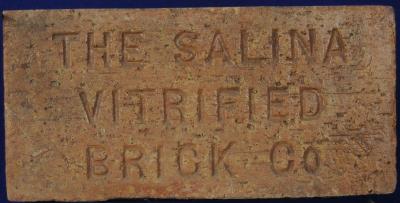 THE SALINA
VITRIFIED
BRICK CO